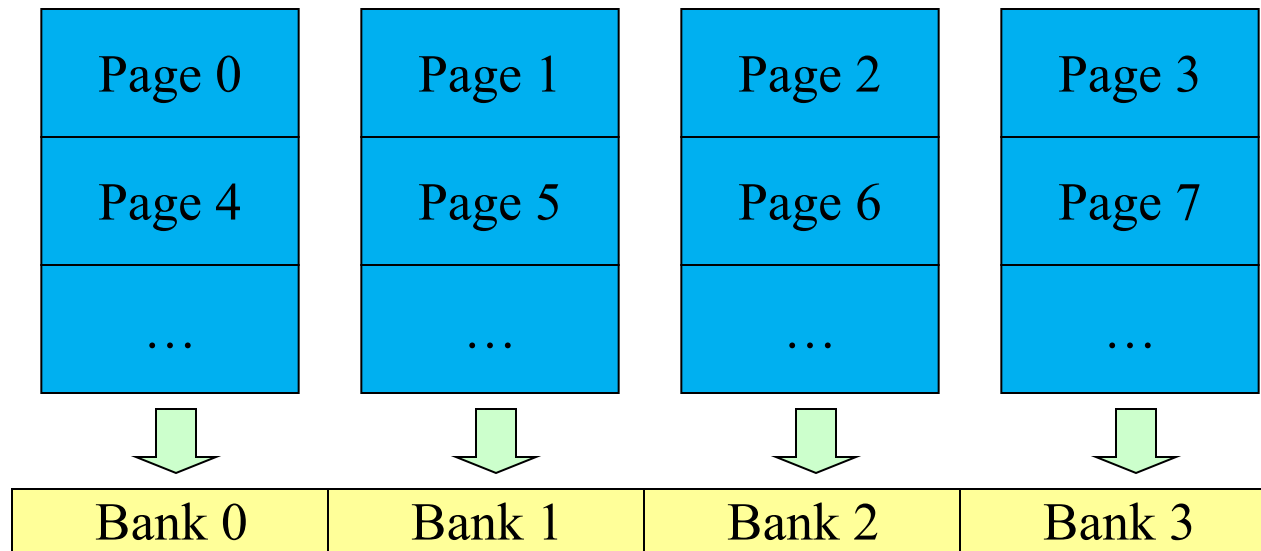 Page 0 Page 1 Page 2 Page 3
Page 4 Page 5 Page 6 Page 7
… … … …
Bank 0 Bank 1 Bank 2 Bank 3